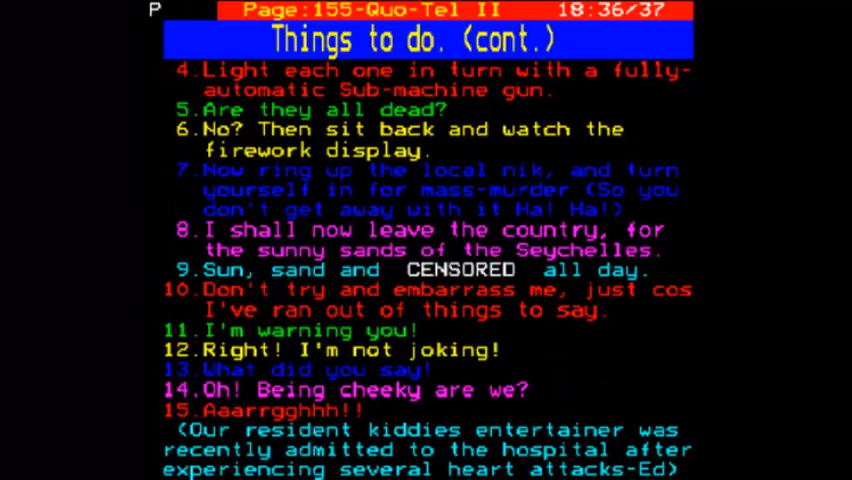 P Page:155-Quo-Tel II 18:36/37
Things to do. (cont.)
4.Light each one in turn with a fully-
automatic Sub-machine gun.
5.Are they all dead?
6.No? Then sit back and watch the
firework display.
7.Now ring up the local nik, and turn
yourself in for mass-murder (So you
don't get away with it Ha! Ha!)
8.I shall now leave the country, for
the sunny sands of the Seychelles.
9.Sun, sand and CENSORED all day.
10.Don't try and embarrass me, just cos
I've ran out of things to say.
11.I'm warning you!
12.Right! I'm not joking!
13.What did you say!
14.Oh! Being cheeky are we?
15.Aaarrgghhh!!
(Our resident kiddies entertainer was
recently admitted to the hospital after
experiencing several heart attacks-Ed)